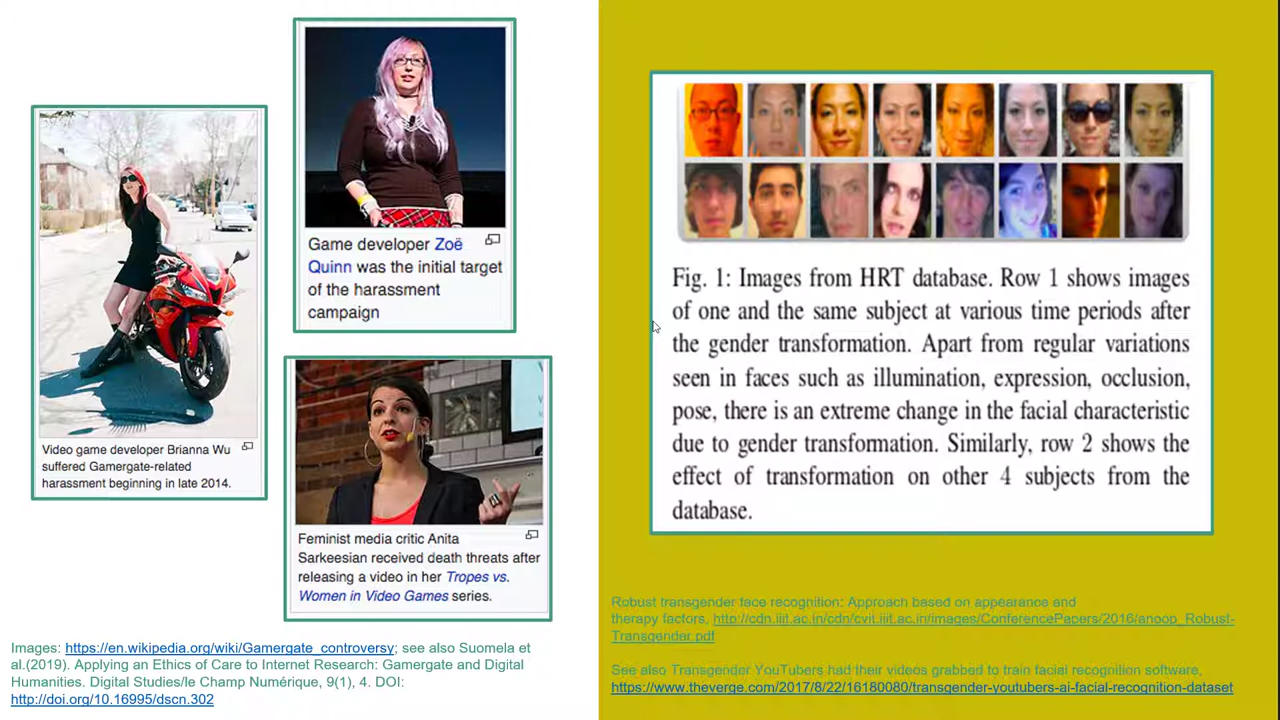 Game developer Zoë
Quinn was the initial target
of the harassment
campaign
Video game developer Brianna Wu
suffered Gamergate-related
harassment beginning in late 2014.
Feminist media critic Anita
Sarkeesian received death threats after
releasing a video in her Tropes vs.
Women in Video Games series.
Images: https://en.wikipedia.org/wiki/Gamergate_controversy; see also Suomela et
al.(2019). Applying an Ethics of Care to Internet Research: Gamergate and Digital
Humanities. Digital Studies/le Champ Numérique, 9(1), 4. DOI:
http://doi.org/10.16995/dscn.302
Fig. 1: Images from HRT database. Row 1 shows images
of one and the same subject at various time periods after
the gender transformation. Apart from regular variations
seen in faces such as illumination, expression, occlusion,
pose, there is an extreme change in the facial characteristic
due to gender transformation. Similarly, row 2 shows the
effect of transformation on other 4 subjects from the
database.
Robust transgender face recognition: Approach based on appearance and
therapy factors, http://cdn.iiit.ac.in/cdn/cvit.iiit.ac.in/images/ConferencePapers/2016/anoop_Robust-
Transgender.pdf
See also Transgender YouTubers had their videos grabbed to train facial recognition software,
https://www.theverge.com/2017/8/22/16180080/transgender-youtubers-ai-facial-recognition-dataset